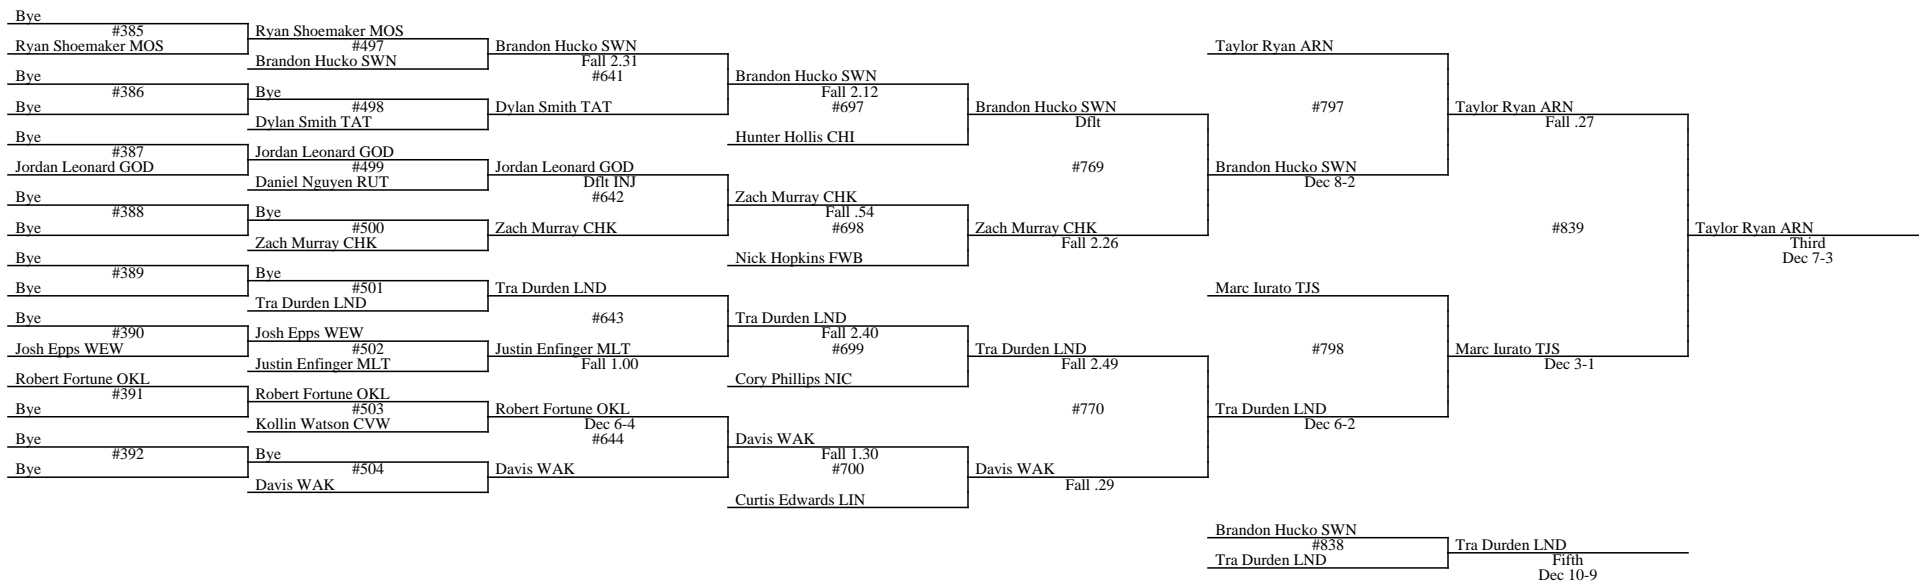 Bye
#385
Ryan Shoemaker MOS
Bye
#386
Bye
Bye
#387
Jordan Leonard GOD
Bye
#388
Bye
Bye
#389
Bye
Bye
#390
Josh Epps WEW
Robert Fortune OKL
#391
Bye
Bye
#392
Bye
Ryan Shoemaker MOS
#497
Brandon Hucko SWN
Bye
#498
Dylan Smith TAT
Jordan Leonard GOD
#499
Daniel Nguyen RUT
Bye
#500
Zach Murray CHK
Bye
#501
Tra Durden LND
Josh Epps WEW
#502
Justin Enfinger MLT
Robert Fortune OKL
#503
Kollin Watson CVW
Bye
#504
Davis WAK
Brandon Hucko SWN
Fall 2.31
#641
Dylan Smith TAT
Jordan Leonard GOD
Dflt INJ
#642
Zach Murray CHK
Tra Durden LND
#643
Justin Enfinger MLT
Fall 1.00
Robert Fortune OKL
Dec 6-4
#644
Davis WAK
Brandon Hucko SWN
Fall 2.12
#697
Hunter Hollis CHI
Zach Murray CHK
Fall .54
#698
Nick Hopkins FWB
Tra Durden LND
Fall 2.40
#699
Cory Phillips NIC
Davis WAK
Fall 1.30
#700
Curtis Edwards LIN
Brandon Hucko SWN
Dflt
#769
Zach Murray CHK
Fall 2.26
Tra Durden LND
Fall 2.49
#770
Davis WAK
Fall .29
Taylor Ryan ARN
#797
Brandon Hucko SWN
Dec 8-2
Marc Iurato TJS
#798
Tra Durden LND
Dec 6-2
Taylor Ryan ARN
Fall .27
#839
Marc Iurato TJS
Dec 3-1
Taylor Ryan ARN
Third
Dec 7-3
Brandon Hucko SWN
#838
Tra Durden LND
Tra Durden LND
Fifth
Dec 10-9